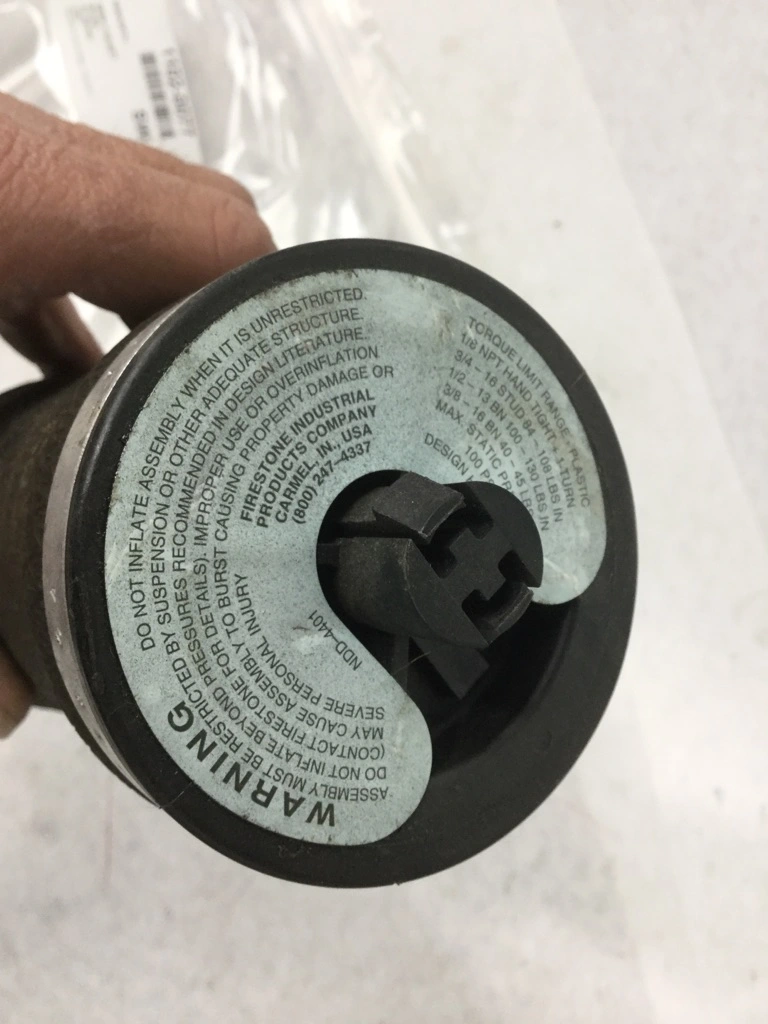 WARNING
DO NOT INFLATE ASSEMBLY WHEN IT IS UNRESTRICTED.
ASSEMBLY MUST BE RESTRICTED BY SUSPENSION OR OTHER ADEQUATE STRUCTURE.
DO NOT INFLATE BEYOND PRESSURES RECOMMENDED IN DESIGN LITERATURE.
(CONTACT FIRESTONE FOR DETAILS). IMPROPER USE OR OVERINFLATION
MAY CAUSE ASSEMBLY TO BURST CAUSING PROPERTY DAMAGE OR
SEVERE PERSONAL INJURY
FIRESTONE INDUSTRIAL
PRODUCTS COMPANY
CARMEL, IN., USA
(800) 247-4337
NDD-4401
TORQUE LIMIT RANGE - PLASTIC
1/8 NPT HAND TIGHT + 1 TURN
3/4 - 16 STUD 84 - 108 LBS IN
1/2 - 13 BN 100 - 130 LBS IN
3/8 - 16 BN 40 - 95 LBS
MAX. STATIC
DESIGN
100